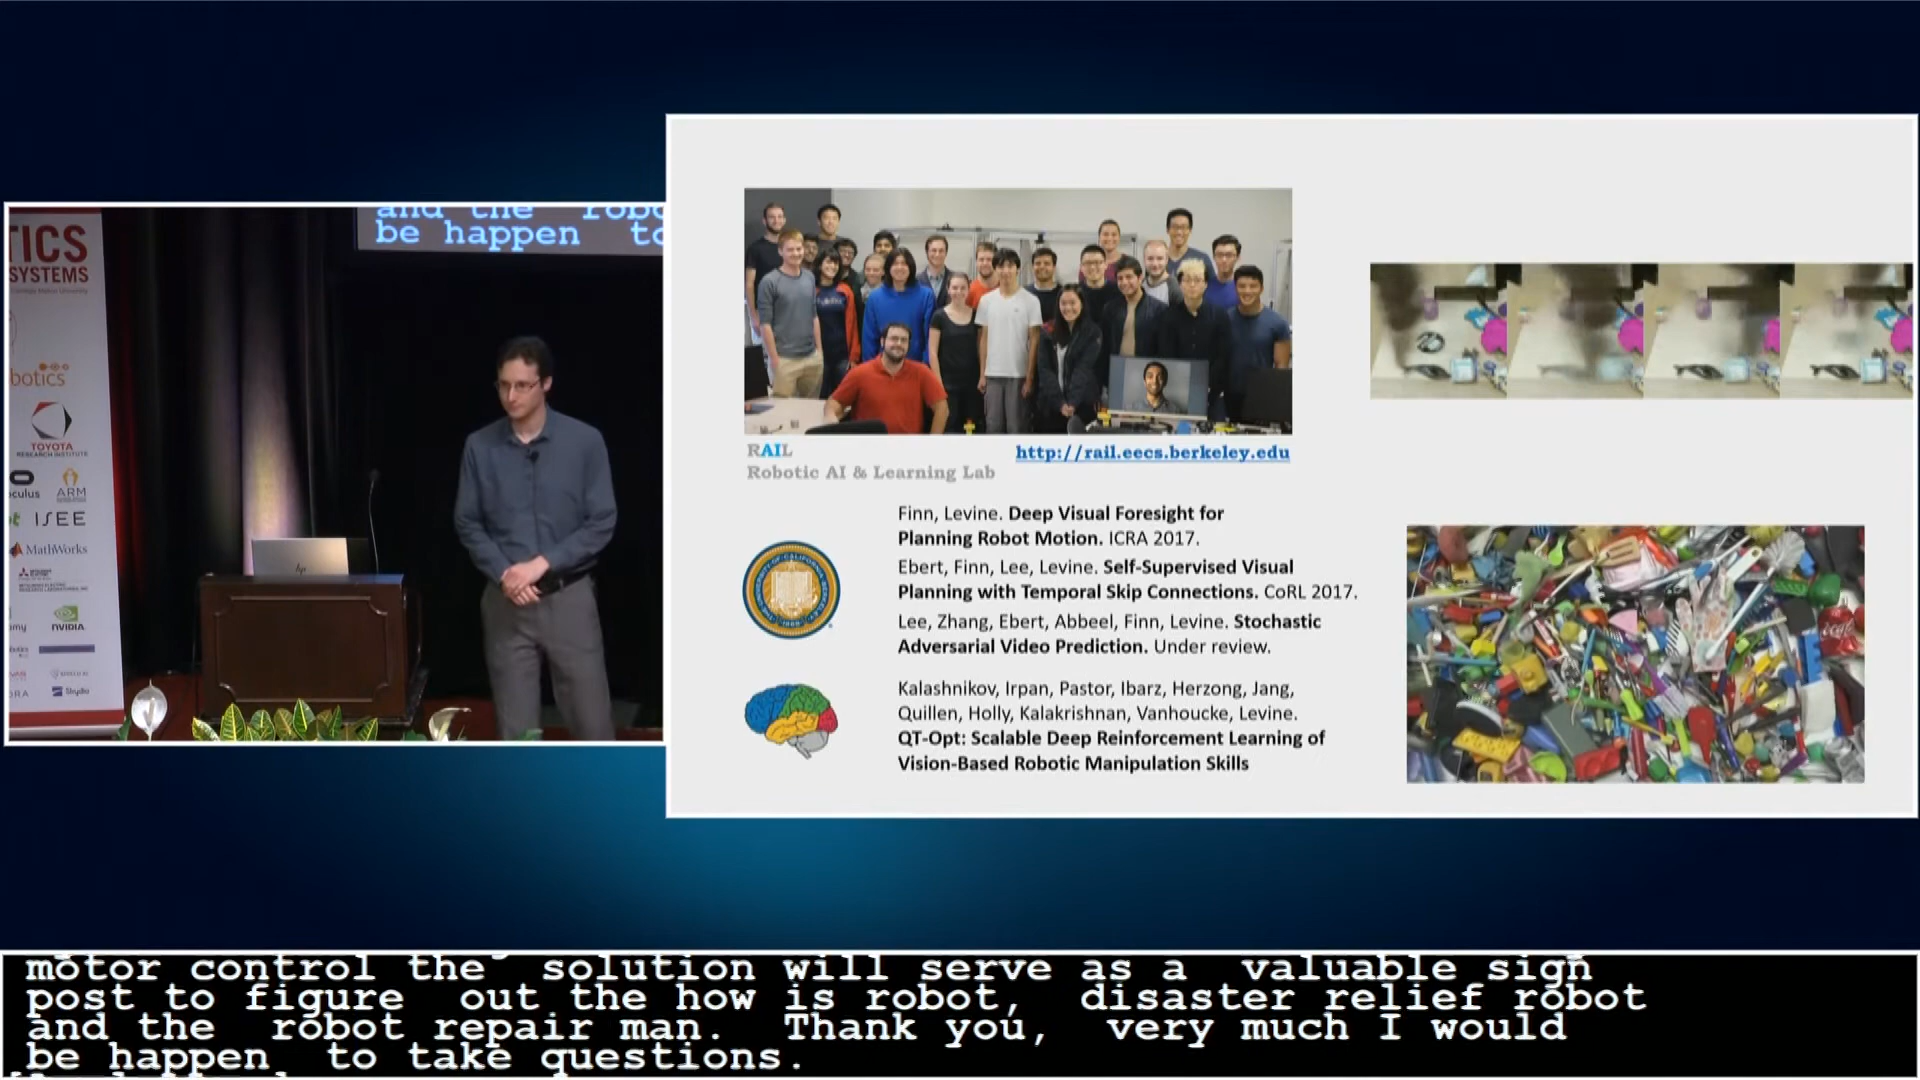 TICS
SYSTEMS
botics
TOYOTA
RESEARCH INSTITUTE
oculus
ARM
ISEE
MathWorks
NVIDIA
Skydio
hp
and the robo
be happen to
RAIL
Robotic AI & Learning Lab
http://rail.eecs.berkeley.edu
Finn, Levine. Deep Visual Foresight for
Planning Robot Motion. ICRA 2017.
Ebert, Finn, Lee, Levine. Self-Supervised Visual
Planning with Temporal Skip Connections. CoRL 2017.
Lee, Zhang, Ebert, Abbeel, Finn, Levine. Stochastic
Adversarial Video Prediction. Under review.
Kalashnikov, Irpan, Pastor, Ibarz, Herzong, Jang,
Quillen, Holly, Kalakrishnan, Vanhoucke, Levine.
QT-Opt: Scalable Deep Reinforcement Learning of
Vision-Based Robotic Manipulation Skills
motor control the solution will serve as a valuable sign
post to figure out the how is robot, disaster relief robot
and the robot repair man. Thank you, very much I would
be happen to take questions.